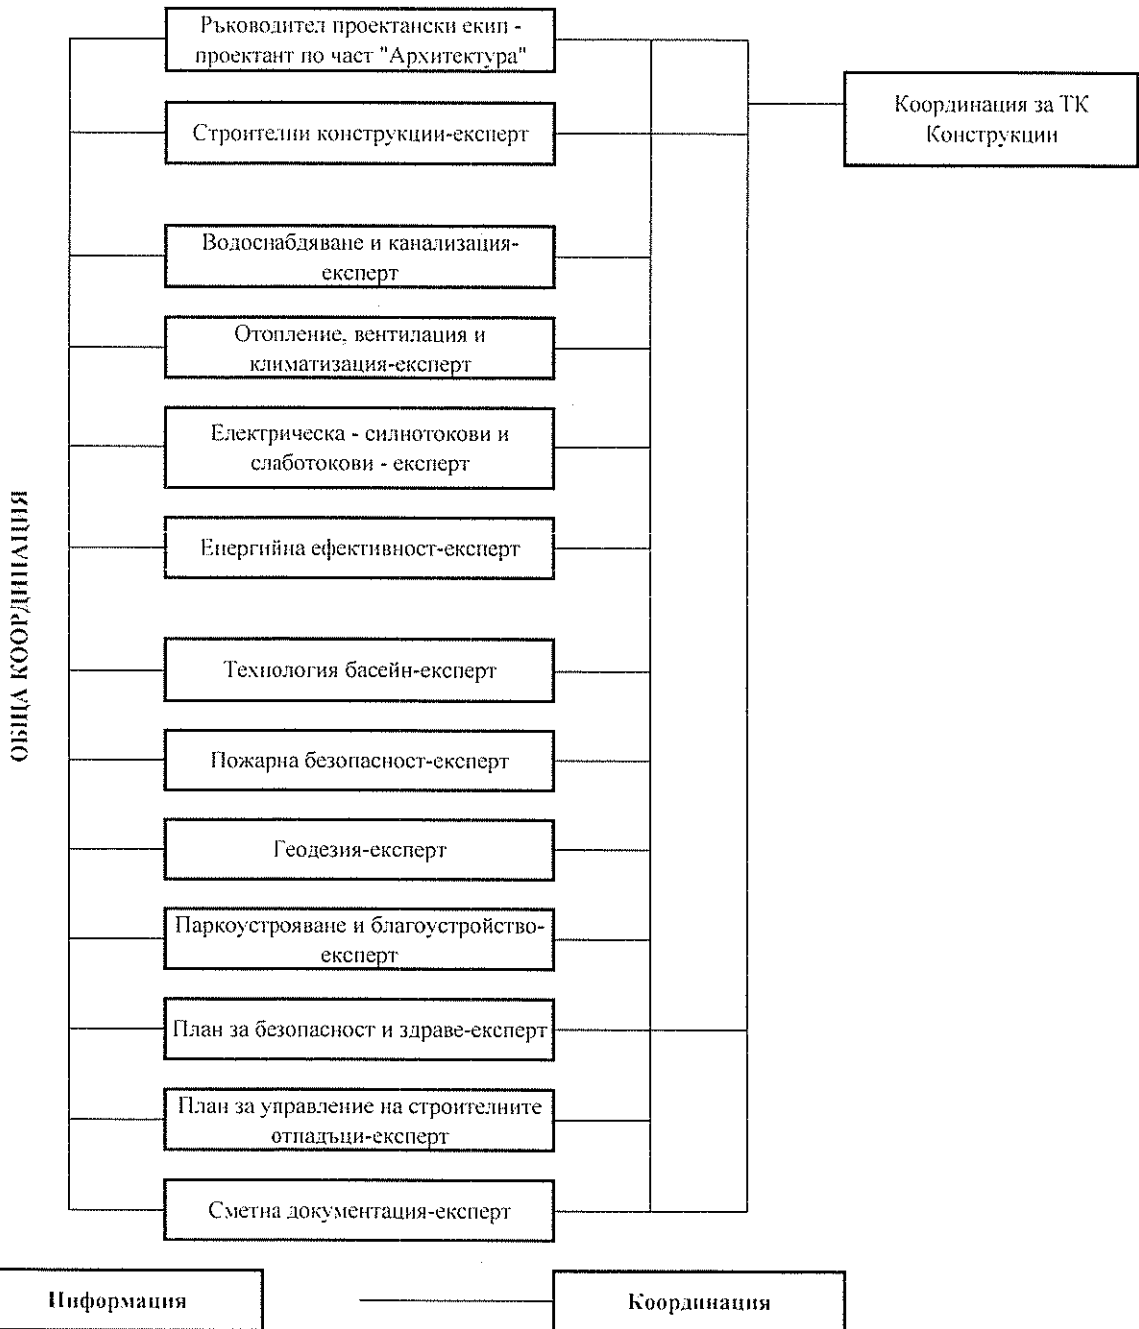 Ръководител проектански екип -
проектант по част "Архитектура"
Координация за ТК
Конструкции
Строителни конструкции-експерт
Водоснабдяване и канализация-
експерт
Отопление, вентилация и
климатизация-експерт
Електрическа - силнотокови и
слаботокови - експерт
Енергийна ефективност-експерт
ОБЩА КООРДИНАЦИЯ
Технология басейн-експерт
Пожарна безопасност-експерт
Геодезия-експерт
Паркоустрояване и благоустройство-
експерт
План за безопасност и здраве-експерт
План за управление на строителните
отпадъци-експерт
Сметна документация-експерт
Информация
Координация